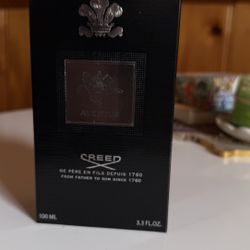 AVENTUS
CREED
DE PÈRE EN FILS DEPUIS 1760
FROM FATHER TO SON SINCE 1760
100 ML
3.3 FL.OZ.